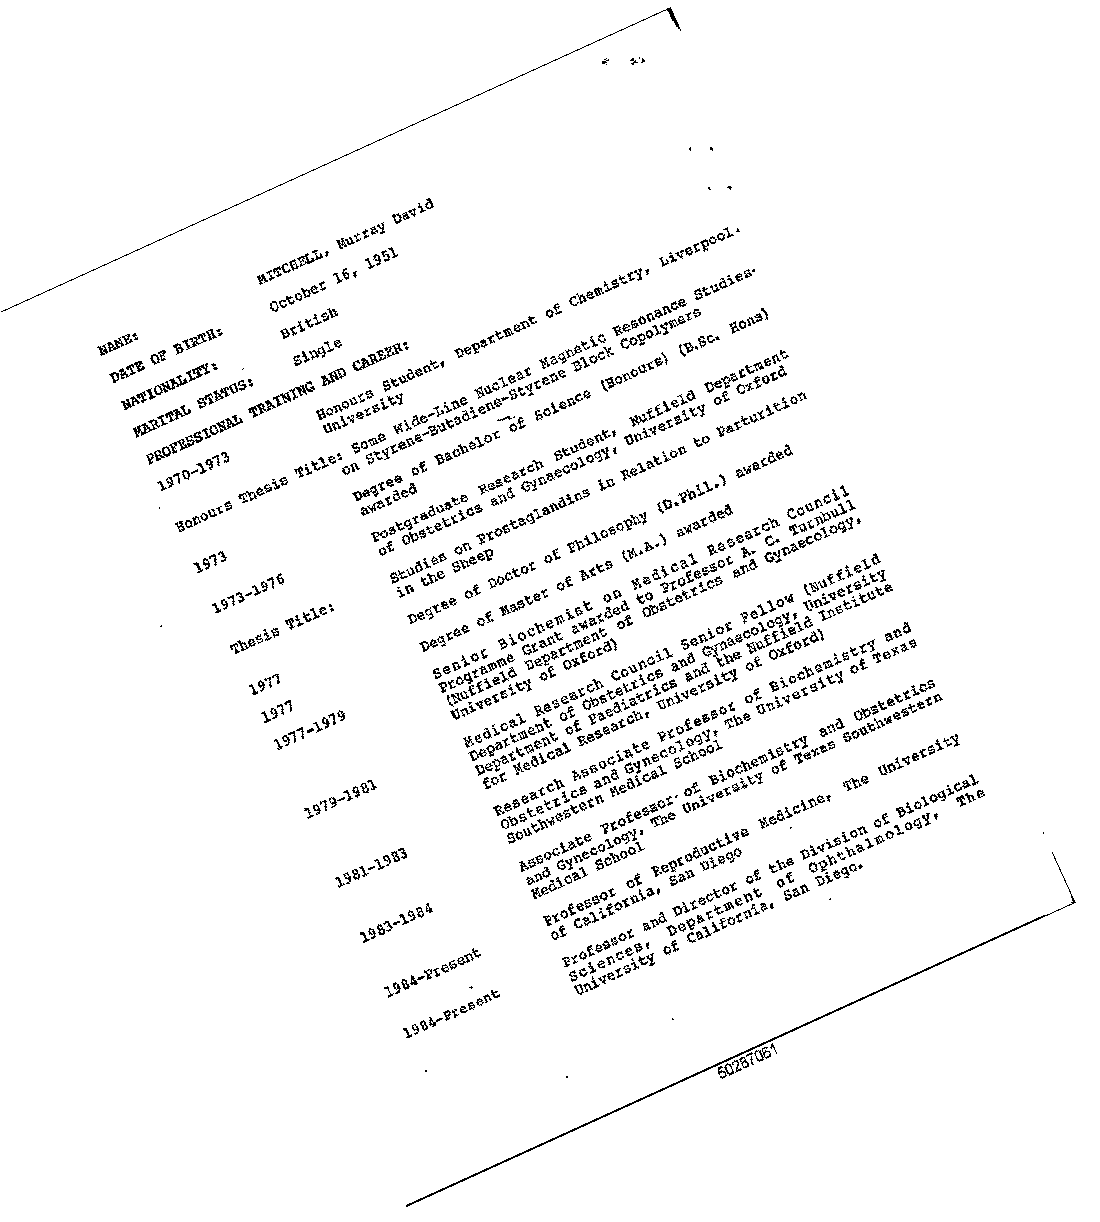 NAME: MITCHELL, Murray David
DATE OF BIRTH: October 16, 1951
NATIONALITY: British
MARITAL STATUS: Single
PROFESSIONAL TRAINING AND CAREER:
1970-1973 Honours Student, Department of Chemistry, Liverpool.
University
Honours Thesis Title: Some Wide-Line Nuclear Magnetic Resonance Studies.
on Styrene-Butadiene-Styrene Block Copolymers
1973 Degree of Bachelor of Science (Honours) (B.Sc. Hons)
awarded
1973-1976 Postgraduate Research Student, Nuffield Department
of Obstetrics and Gynaecology, University of Oxford
Thesis Title: Studies on Prostaglandins in Relation to Parturition
in the Sheep
1977 Degree of Doctor of Philosophy (D.Phil.) awarded
1977 Degree of Master of Arts (M.A.) awarded
1977-1979 Senior Biochemist on Medical Research Council
Programme Grant awarded to Professor A. C. Turnbull
(Nuffield Department of Obstetrics and Gynaecology,
University of Oxford)
1979-1981 Medical Research Council Senior Fellow (Nuffield
Department of Obstetrics and Gynaecology, University
Department of Paediatrics and the Nuffield Institute
for Medical Research, University of Oxford)
1981-1983 Research Associate Professor of Biochemistry and
Obstetrics and Gynecology, The University of Texas
Southwestern Medical School
1983-1984 Associate Professor of Biochemistry and Obstetrics
and Gynecology, The University of Texas Southwestern
Medical School
1984-Present Professor of Reproductive Medicine, The University
of California, San Diego
1984-Present Professor and Director of the Division of Biological
Sciences, Department of Ophthalmology, The
University of California, San Diego.
50287061